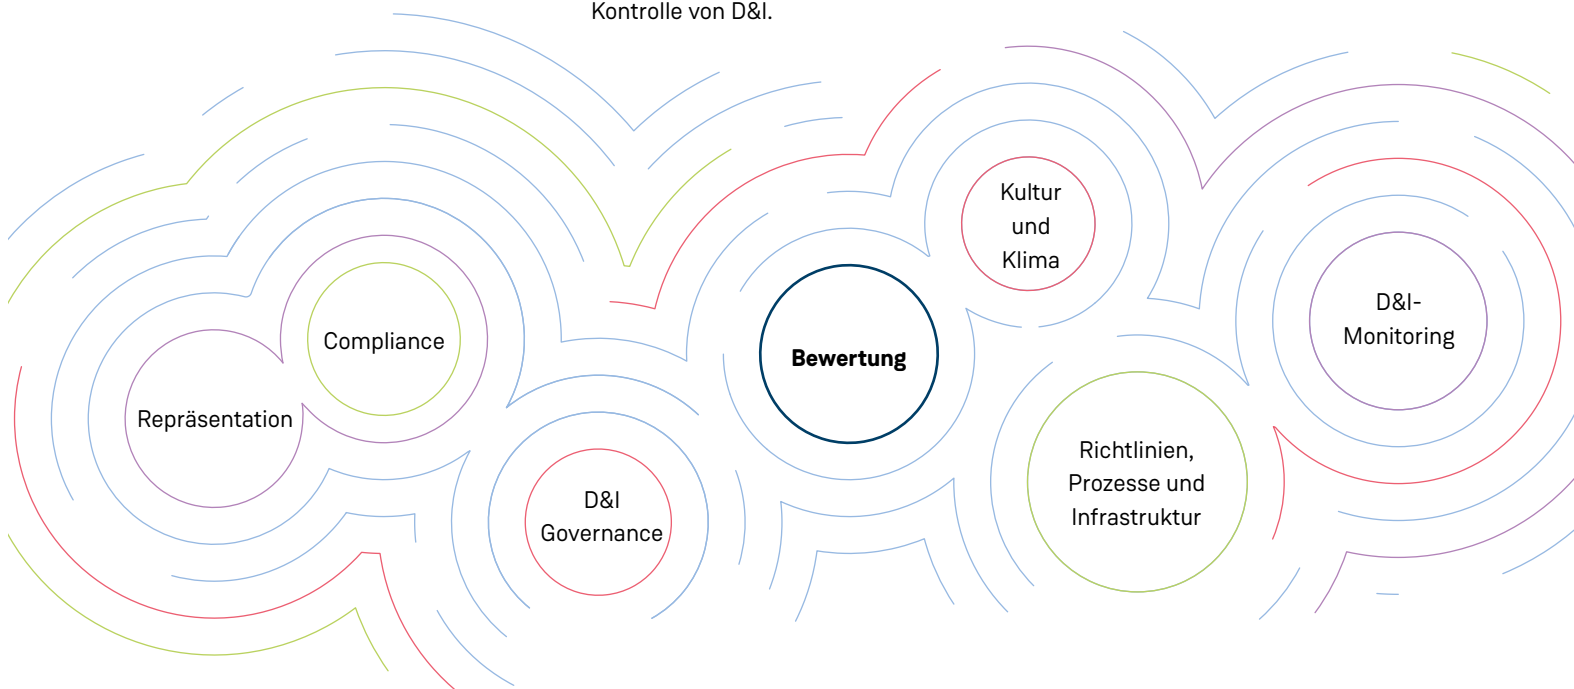 Kontrolle von D&I.
Kultur
und
Klima
D&I-
Monitoring
Compliance
Bewertung
Repräsentation
Richtlinien,
Prozesse und
Infrastruktur
D&I
Governance